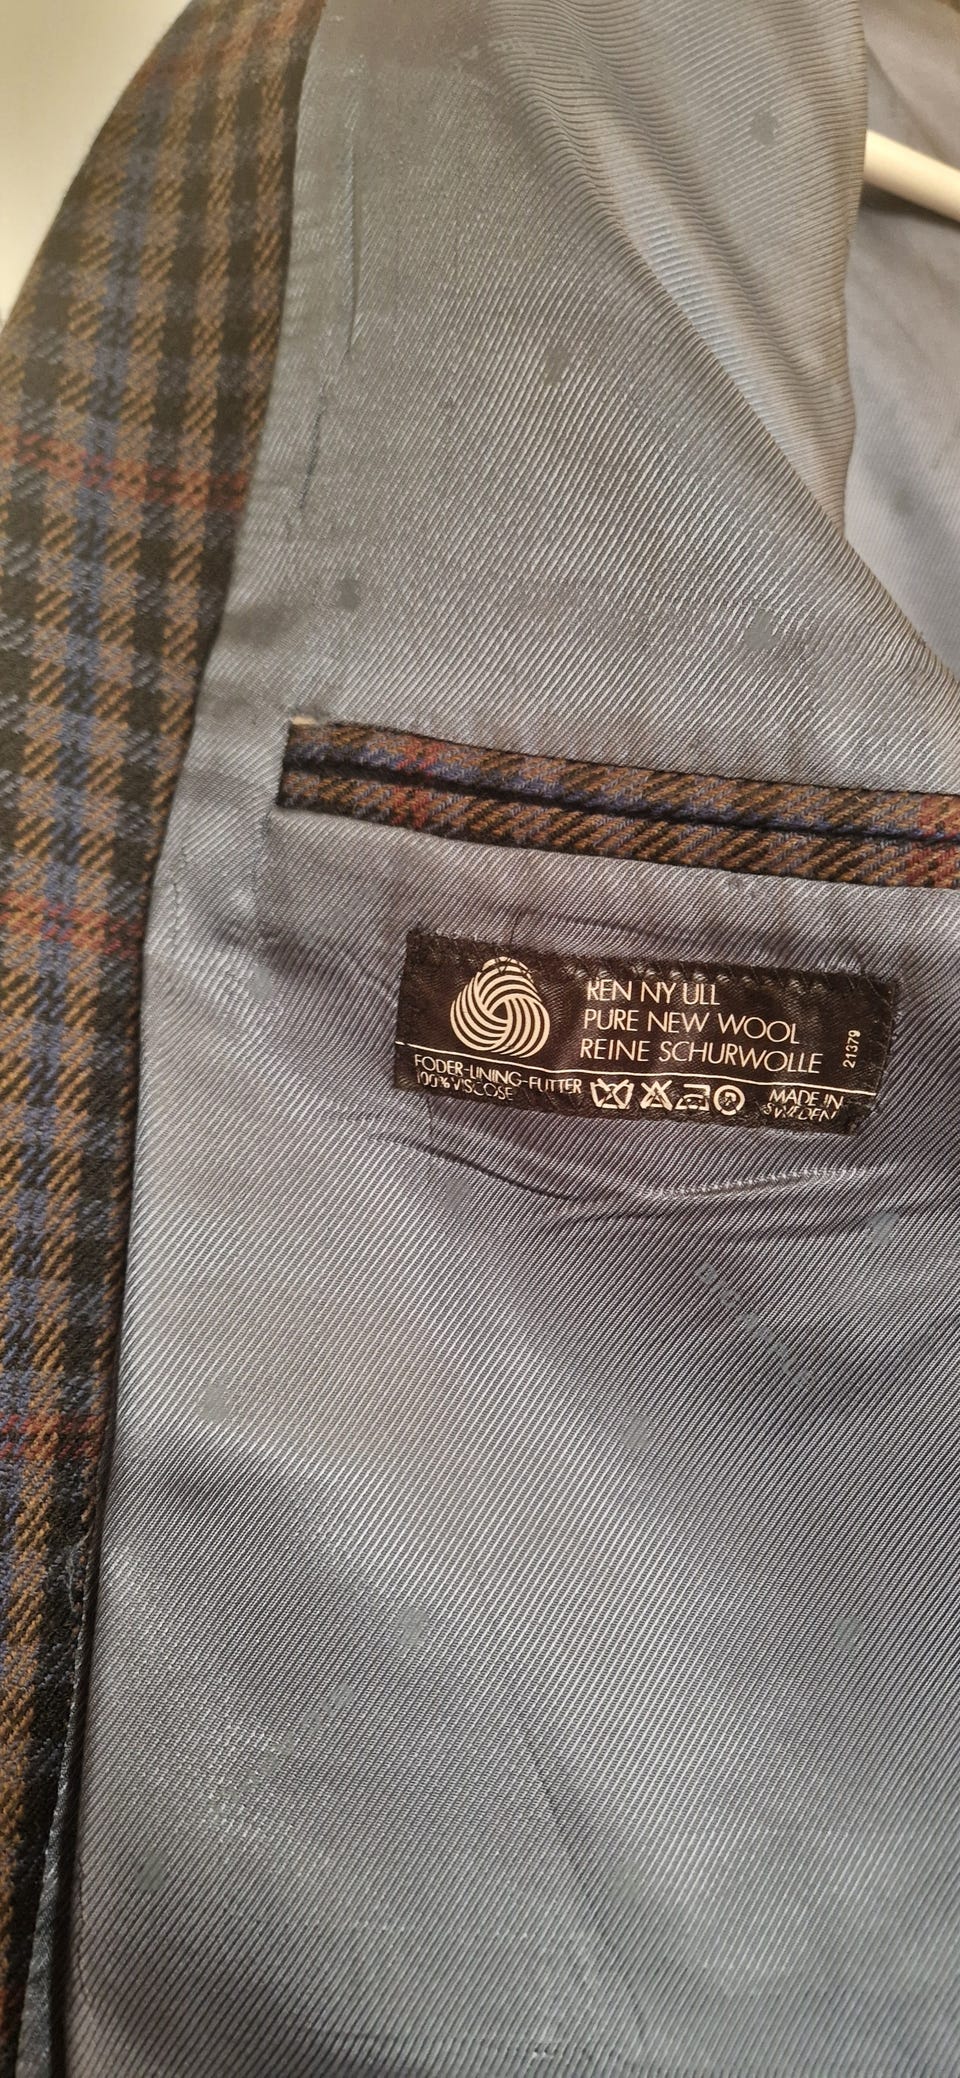 REN NY ULL
PURE NEW WOOL
REINE SCHURWOLLE
21379
FODER-LINING-FUTTER
100% VISCOSE
MADE IN
SWEDEN